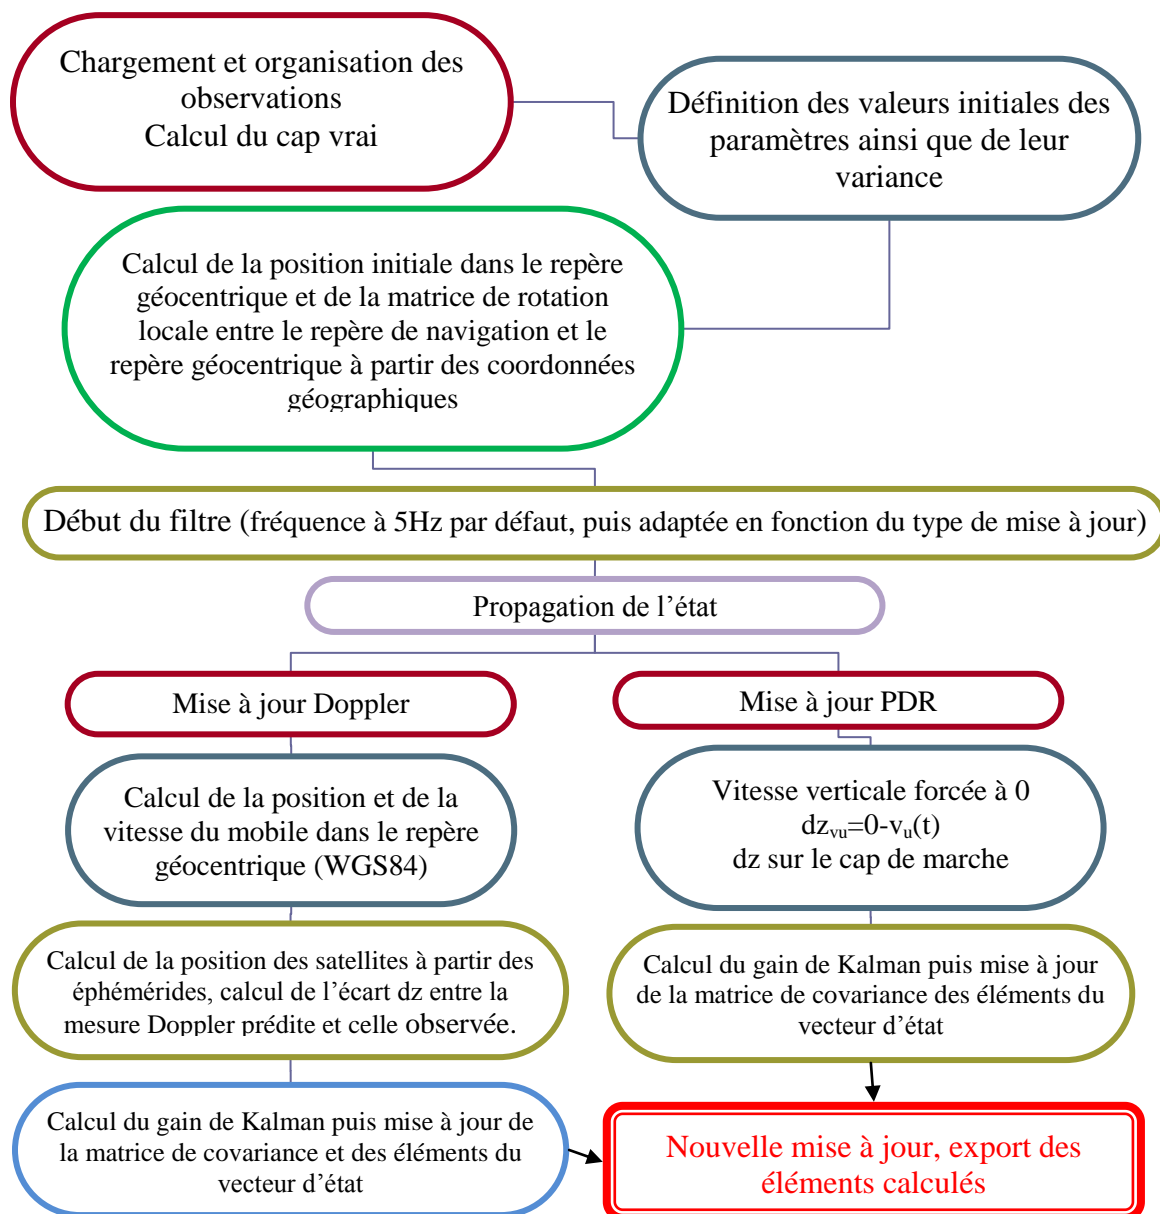 Chargement et organisation des
observations
Calcul du cap vrai
Définition des valeurs initiales des
paramètres ainsi que de leur
variance
Calcul de la position initiale dans le repère
géocentrique et de la matrice de rotation
locale entre le repère de navigation et le
repère géocentrique à partir des coordonnées
géographiques
Début du filtre (fréquence à 5Hz par défaut, puis adaptée en fonction du type de mise à jour)
Propagation de l’état
Mise à jour Doppler
Mise à jour PDR
Calcul de la position et de la
vitesse du mobile dans le repère
géocentrique (WGS84)
Vitesse verticale forcée à 0
dzvu=0-vu(t)
dz sur le cap de marche
Calcul de la position des satellites à partir des
éphémérides, calcul de l’écart dz entre la
mesure Doppler prédite et celle observée.
Calcul du gain de Kalman puis mise à jour
de la matrice de covariance des éléments du
vecteur d’état
Calcul du gain de Kalman puis mise à jour de
la matrice de covariance et des éléments du
vecteur d’état
Nouvelle mise à jour, export des
éléments calculés